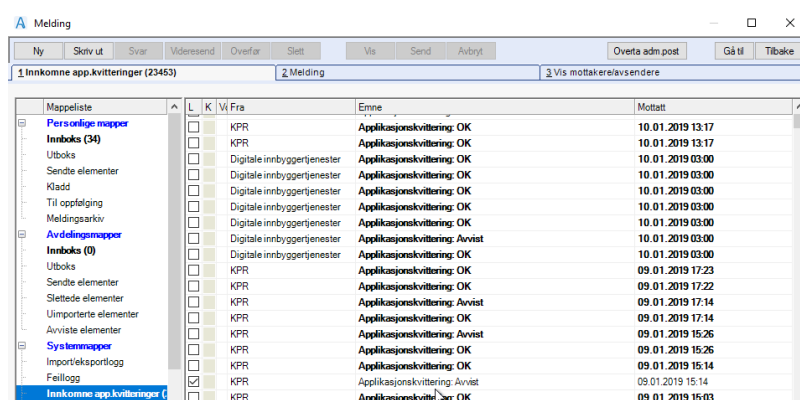 Melding
Ny Skriv ut Svar Videresend Overfør Slett Vis Send Avbryt Overta adm.post Gå til Tilbake
1 Innkomne app.kvitteringer (23453) 2 Melding 3 Vis mottakere/avsendere
Mappeliste
Personlige mapper
Innboks (34)
Utboks
Sendte elementer
Kladd
Til oppfølging
Meldingsarkiv
Avdelingsmapper
Innboks (0)
Utboks
Sendte elementer
Slettede elementer
Uimporterte elementer
Avviste elementer
Systemmapper
Import/eksportlogg
Feillogg
Innkomne app.kvitteringer (
L K Fra Emne Mottatt
KPR Applikasjonskvittering: OK 10.01.2019 13:17
KPR Applikasjonskvittering: OK 10.01.2019 13:17
Digitale innbyggertjenester Applikasjonskvittering: OK 10.01.2019 03:00
Digitale innbyggertjenester Applikasjonskvittering: OK 10.01.2019 03:00
Digitale innbyggertjenester Applikasjonskvittering: OK 10.01.2019 03:00
Digitale innbyggertjenester Applikasjonskvittering: OK 10.01.2019 03:00
Digitale innbyggertjenester Applikasjonskvittering: OK 10.01.2019 03:00
Digitale innbyggertjenester Applikasjonskvittering: Avvist 10.01.2019 03:00
Digitale innbyggertjenester Applikasjonskvittering: OK 10.01.2019 03:00
KPR Applikasjonskvittering: OK 09.01.2019 17:23
KPR Applikasjonskvittering: OK 09.01.2019 17:22
KPR Applikasjonskvittering: Avvist 09.01.2019 17:14
KPR Applikasjonskvittering: OK 09.01.2019 17:14
KPR Applikasjonskvittering: Avvist 09.01.2019 15:26
KPR Applikasjonskvittering: OK 09.01.2019 15:26
KPR Applikasjonskvittering: OK 09.01.2019 15:14
KPR Applikasjonskvittering: Avvist 09.01.2019 15:14
KPR Applikasjonskvittering: OK 09.01.2019 15:03